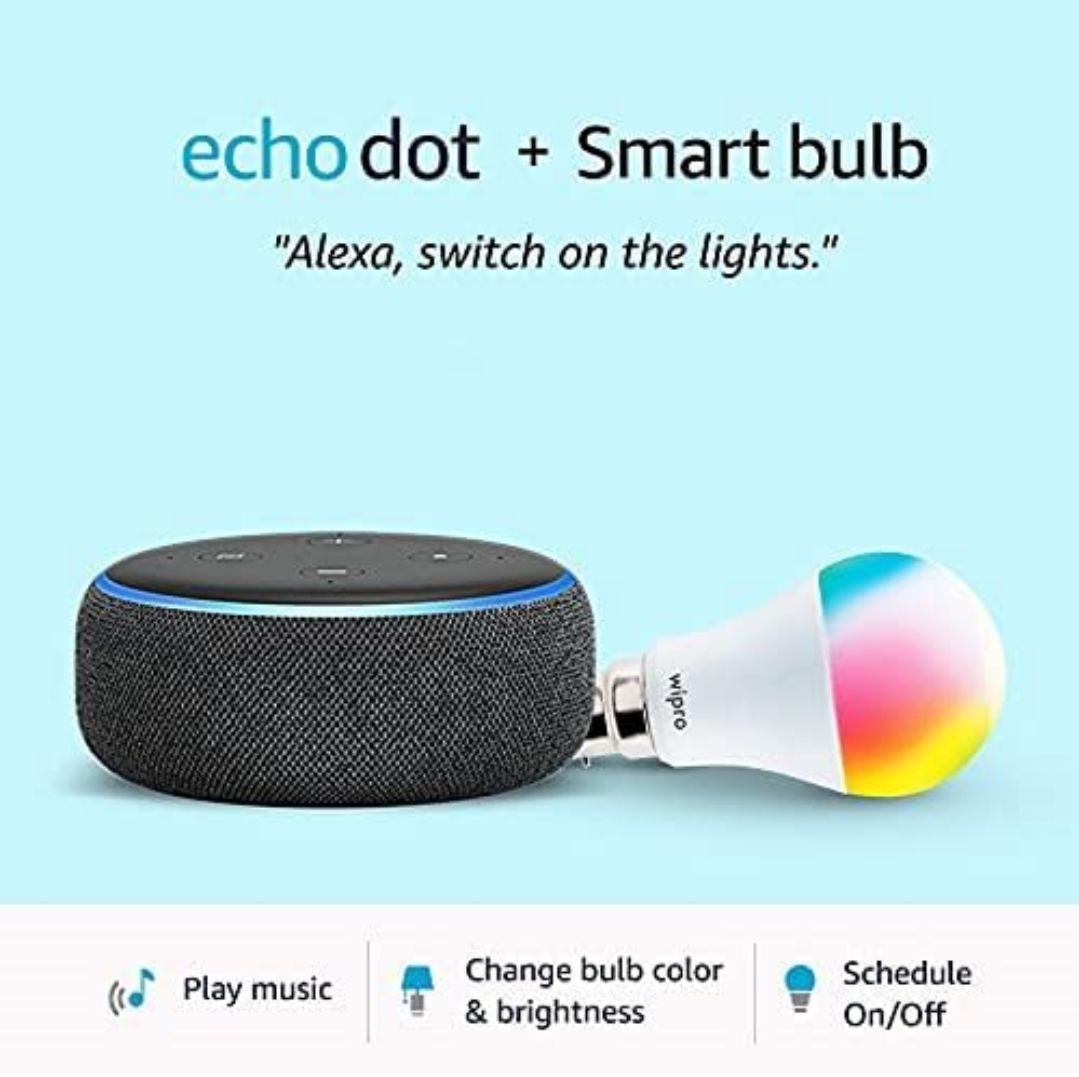 echo dot + Smart bulb
"Alexa, switch on the lights."
wipro
Play music
Change bulb color
& brightness
Schedule
On/Off